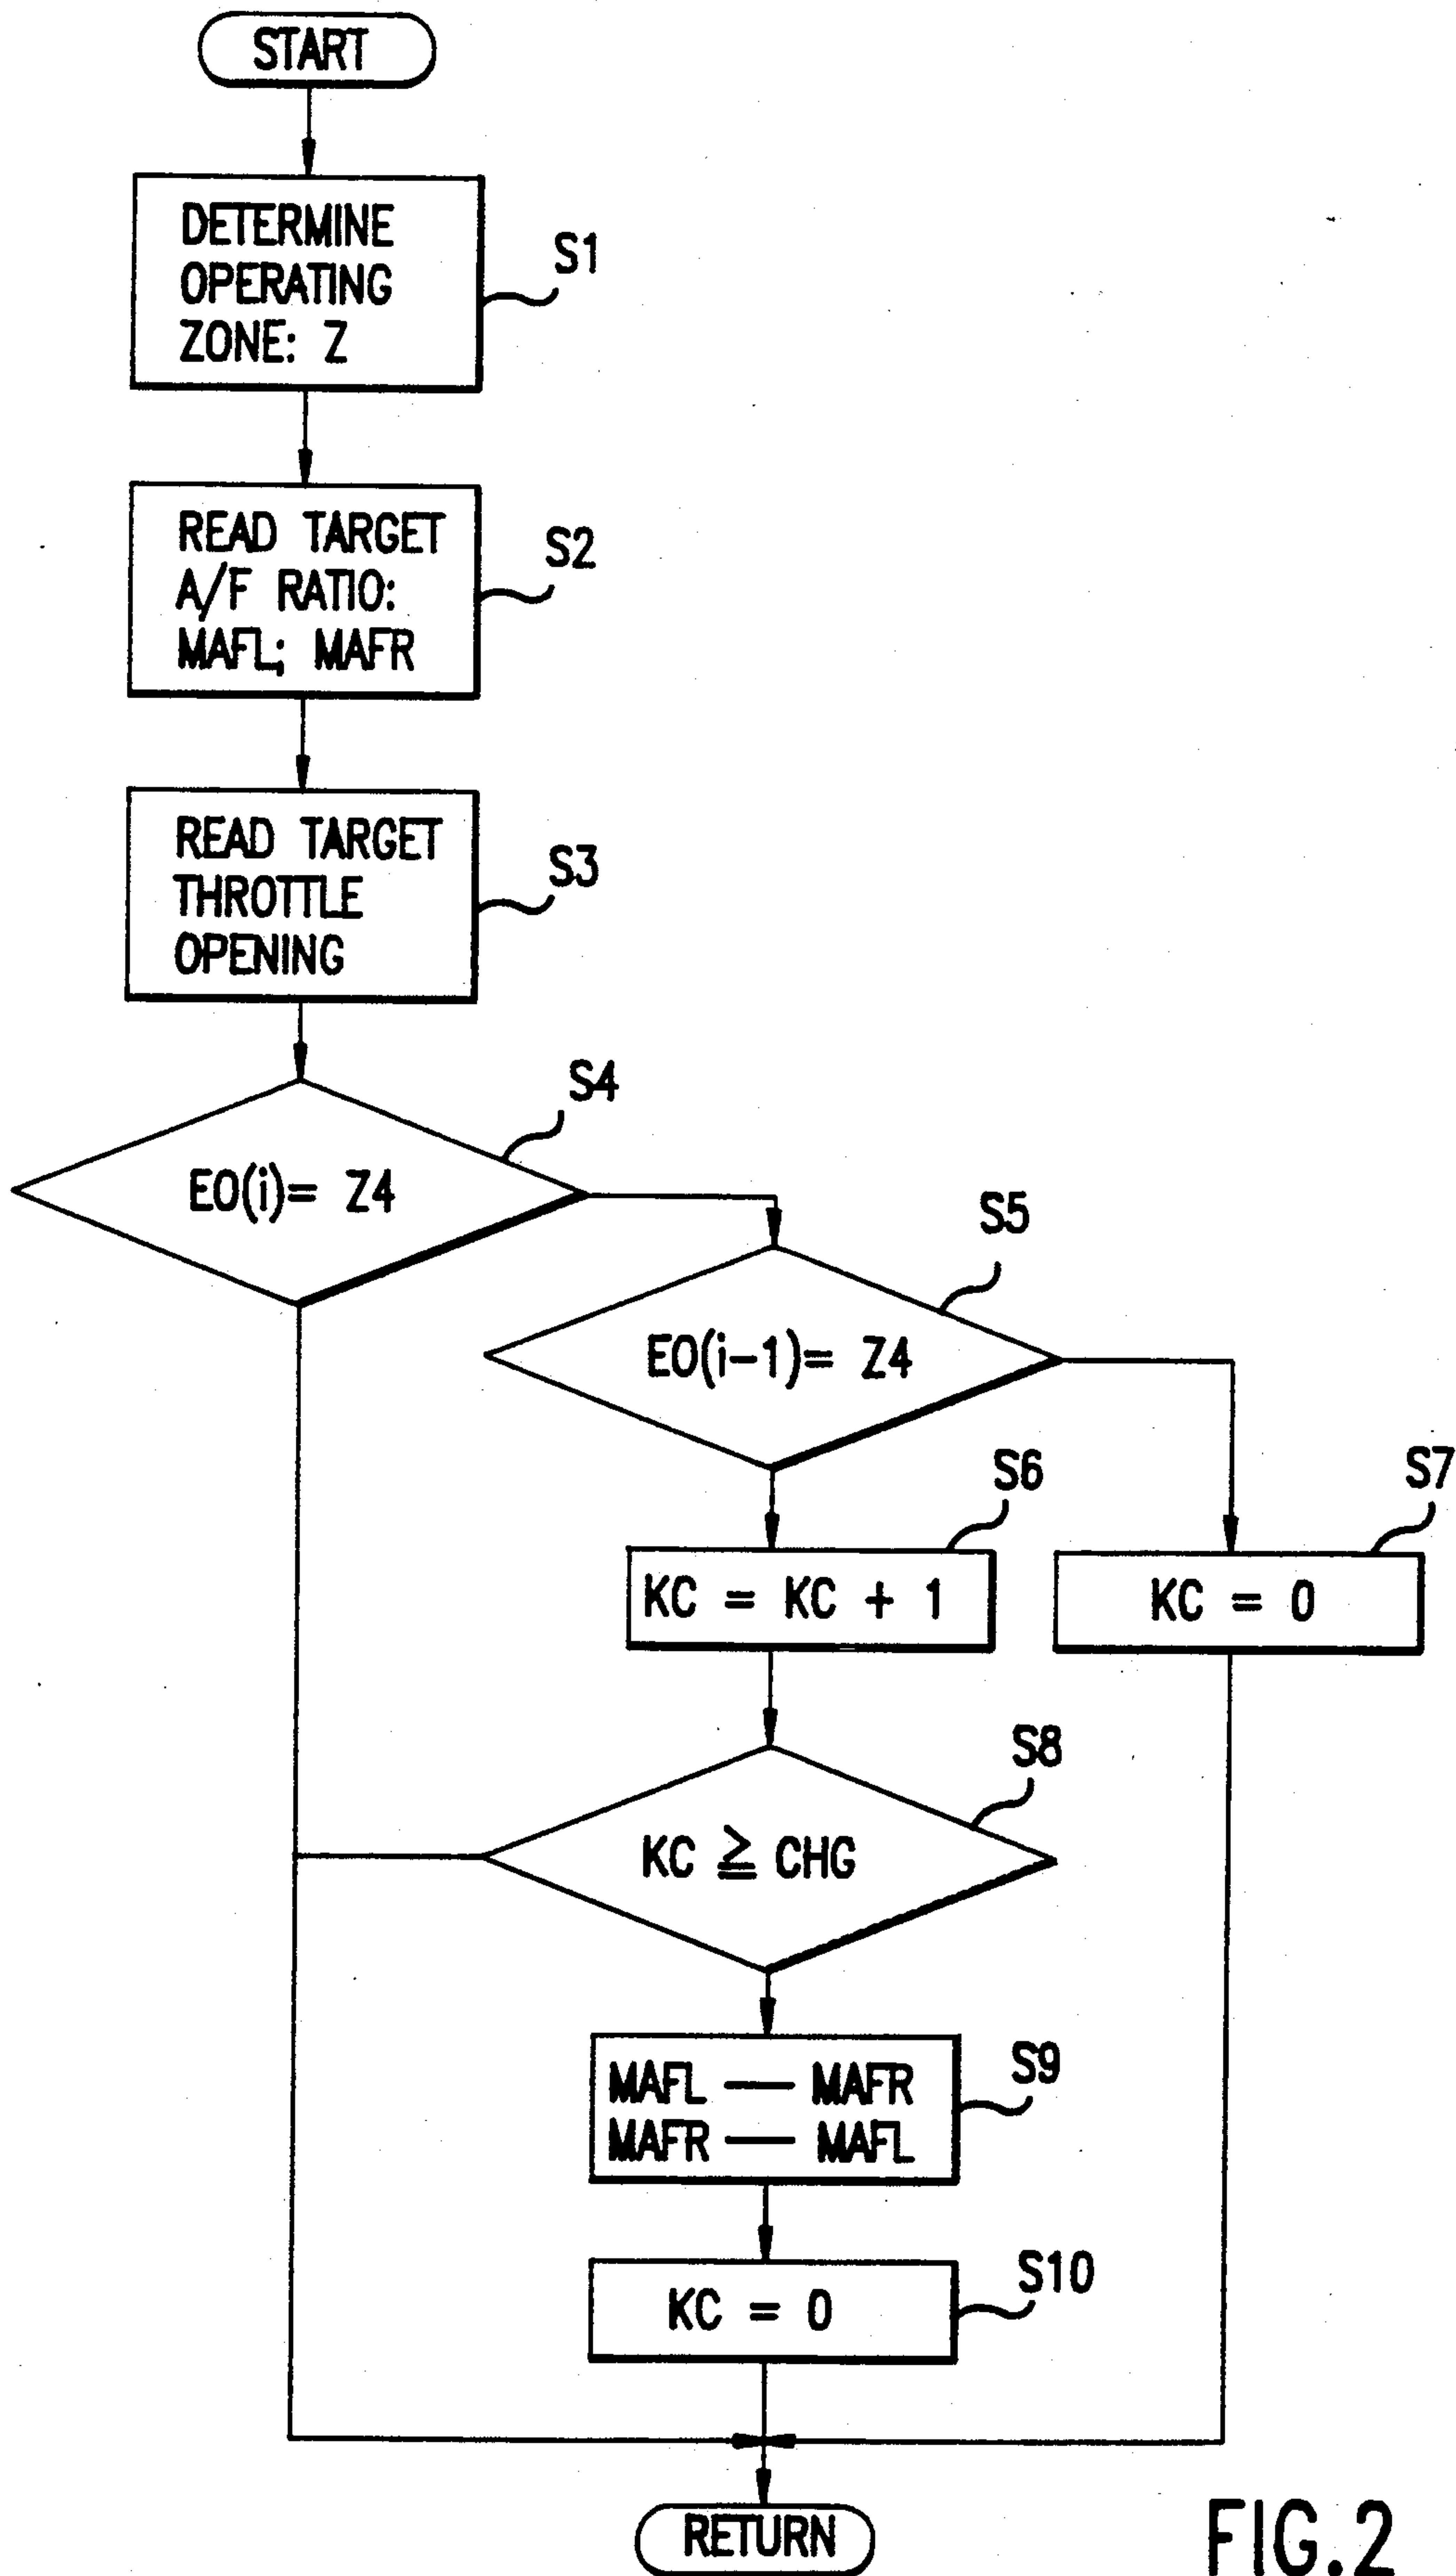 START
DETERMINE
OPERATING
ZONE: Z
S1
READ TARGET
A/F RATIO:
MAFL; MAFR
S2
READ TARGET
THROTTLE
OPENING
S3
S4
EO(i)= Z4
S5
EO(i-1)= Z4
S6
KC = KC + 1
S7
KC = 0
S8
KC ≧ CHG
S9
MAFL — MAFR
MAFR — MAFL
S10
KC = 0
RETURN
FIG.2